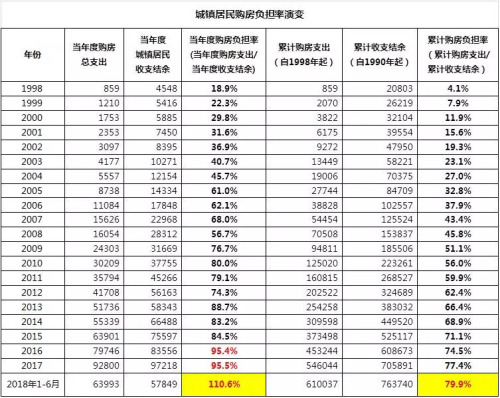 城镇居民购房负担率演变
年份 当年度购房总支出 当年度城镇居民收支结余 当年度购房负担率(当年度购房支出/当年度收支结余) 累计购房支出(自1998年起) 累计收支结余(自1990年起) 累计购房负担率(累计购房支出/累计收支结余)
1998 859 4548 18.9% 859 20803 4.1%
1999 1210 5416 22.3% 2070 26219 7.9%
2000 1753 5885 29.8% 3822 32104 11.9%
2001 2353 7450 31.6% 6175 39554 15.6%
2002 3097 8395 36.9% 9272 47950 19.3%
2003 4177 10271 40.7% 13449 58221 23.1%
2004 5557 12154 45.7% 19006 70375 27.0%
2005 8738 14334 61.0% 27744 84709 32.8%
2006 11084 17848 62.1% 38828 102557 37.9%
2007 15626 22968 68.0% 54454 125524 43.4%
2008 16054 28312 56.7% 70508 153837 45.8%
2009 24303 31669 76.7% 94811 185506 51.1%
2010 30209 37755 80.0% 125020 223261 56.0%
2011 35794 45266 79.1% 160815 268527 59.9%
2012 41708 56163 74.3% 202522 324689 62.4%
2013 51736 58343 88.7% 254258 383032 66.4%
2014 55339 66488 83.2% 309598 449520 68.9%
2015 63901 75597 84.5% 373498 525117 71.1%
2016 79746 83556 95.4% 453244 608673 74.5%
2017 92800 97218 95.5% 546044 705891 77.4%
2018年1-6月 63993 57849 110.6% 610037 763740 79.9%